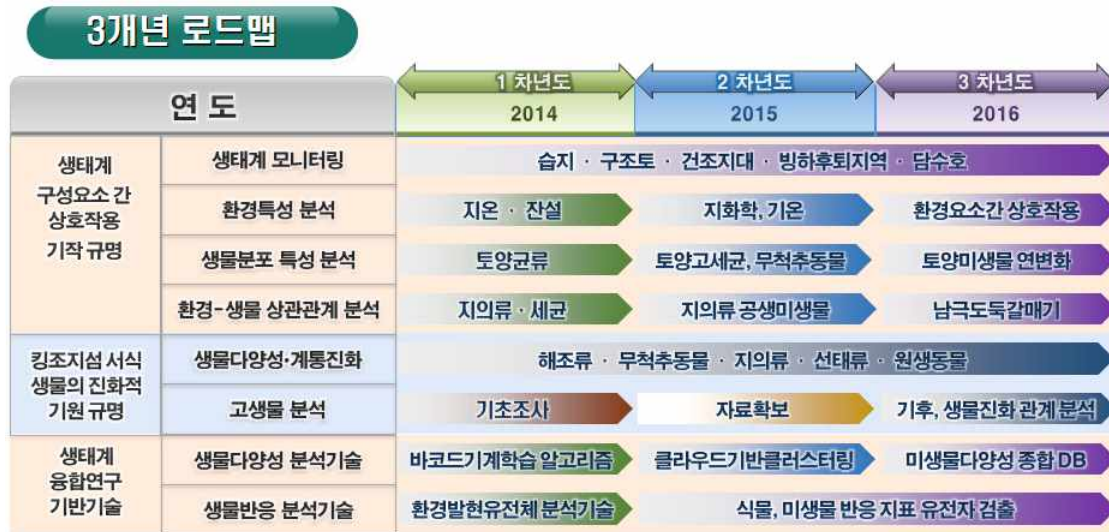 3개년 로드맵
연 도
1 차년도
2 차년도
3 차년도
2014
2015
2016
생태계
구성요소 간
상호작용
기작 규명
생태계 모니터링
습지 · 구조토 · 건조지대 · 빙하후퇴지역 · 담수호
환경특성 분석
지온 · 잔설
지화학, 기온
환경요소간 상호작용
생물분포 특성 분석
토양균류
토양고세균, 무척추동물
토양미생물 연변화
환경-생물 상관관계 분석
지의류 · 세균
지의류 공생미생물
남극도둑갈매기
킹조지섬 서식
생물의 진화적
기원 규명
생물다양성·계통진화
해조류 · 무척추동물 · 지의류 · 선태류 · 원생동물
고생물 분석
기초조사
자료확보
기후, 생물진화 관계 분석
생태계
융합연구
기반기술
생물다양성 분석기술
바코드기계학습 알고리즘
클라우드기반클러스터링
미생물다양성 종합 DB
생물반응 분석기술
환경발현유전체 분석기술
식물, 미생물 반응 지표 유전자 검출